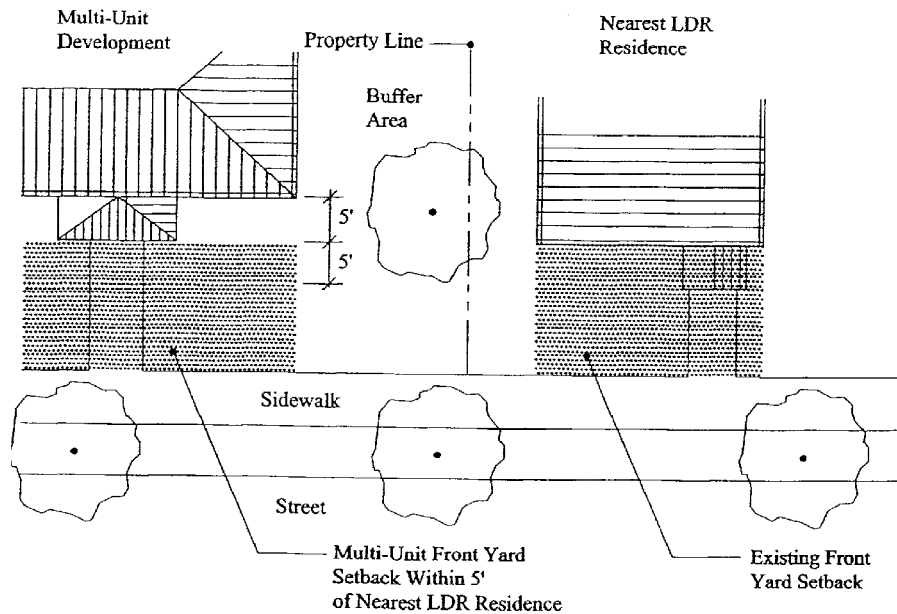 Multi-Unit
Development
Property Line
Nearest LDR
Residence
Buffer
Area
5'
5'
Sidewalk
Street
Multi-Unit Front Yard
Setback Within 5'
of Nearest LDR Residence
Existing Front
Yard Setback